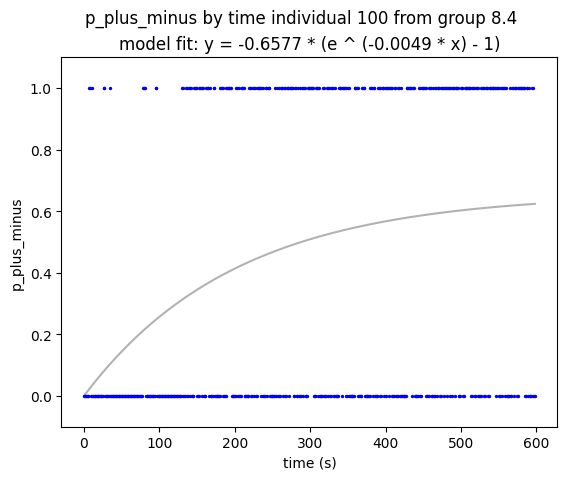 p_plus_minus by time individual 100 from group 8.4
model fit: y = -0.6577 * (e ^ (-0.0049 * x) - 1)
1.0
0.8
0.6
0.4
0.2
0.0
p_plus_minus
0 100 200 300 400 500 600
time (s)